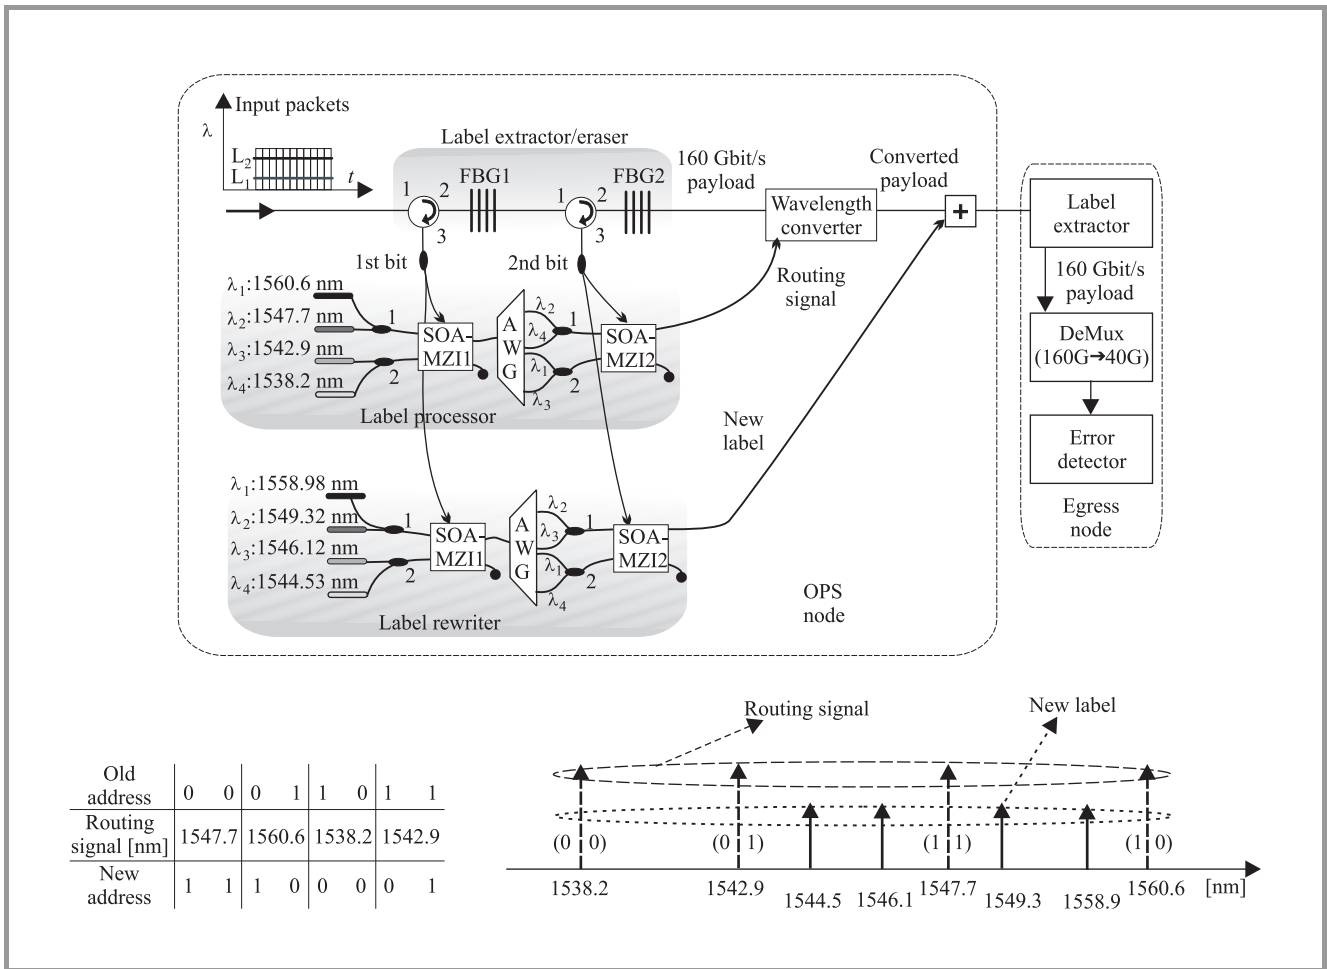 Input packets
λ
L2
L1
t
Label extractor/eraser
1 2
3
FBG1
1 2
3
FBG2
160 Gbit/s
payload
Converted
payload
Wavelength
converter
+
Label
extractor
160 Gbit/s
payload
DeMux
(160G→40G)
Error
detector
Egress
node
1st bit
2nd bit
Routing
signal
λ1:1560.6 nm
λ2:1547.7 nm
λ3:1542.9 nm
λ4:1538.2 nm
1
2
SOA-
MZI1
A
W
G
λ2
λ4
λ1
λ3
1
2
SOA-
MZI2
Label processor
New
label
λ1:1558.98 nm
λ2:1549.32 nm
λ3:1546.12 nm
λ4:1544.53 nm
1
2
SOA-
MZI1
A
W
G
λ2
λ3
λ1
λ4
1
2
SOA-
MZI2
Label rewriter
OPS
node
Old
address
0 0 0 1 1 0 1 1
Routing
signal [nm]
1547.7 1560.6 1538.2 1542.9
New
address
1 1 1 0 0 0 0 1
Routing signal
New label
(0 0) (0 1) (1 1) (1 0)
1538.2 1542.9 1547.7 1560.6 [nm]
1544.5 1546.1 1549.3 1558.9